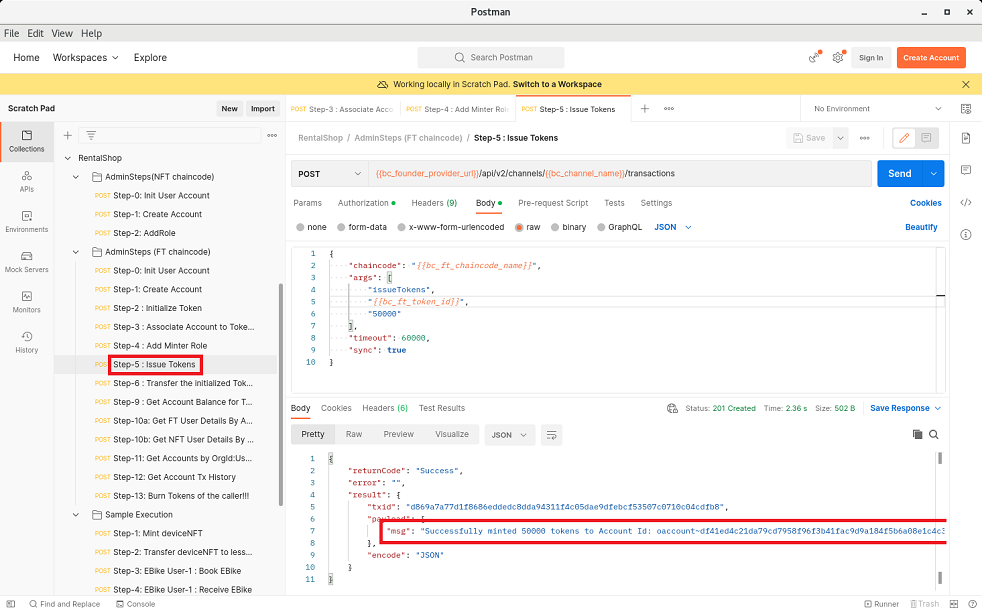 Postman
File Edit View Help
Home Workspaces Explore Search Postman Sign In Create Account
Working locally in Scratch Pad. Switch to a Workspace
Scratch Pad New Import
POST Step-3 : Associate Acco POST Step-4 : Add Minter Role POST Step-5 : Issue Tokens No Environment
Collections
APIs
Environments
Mock Servers
Monitors
History
RentalShop
AdminSteps(NFT chaincode)
POST Step-0: Init User Account
POST Step-1: Create Account
POST Step-2: AddRole
AdminSteps (FT chaincode)
POST Step-0: Init User Account
POST Step-1: Create Account
POST Step-2 : Initialize Token
POST Step-3 : Associate Account to Toke...
POST Step-4 : Add Minter Role
POST Step-5 : Issue Tokens
POST Step-6 : Transfer the initialized Tok...
POST Step-9 : Get Account Balance for T...
POST Step-10a: Get FT User Details By A...
POST Step-10b: Get NFT User Details By ...
POST Step-11: Get Accounts by OrgId:Us...
POST Step-12: Get Account Tx History
POST Step-13: Burn Tokens of the caller!!!
Sample Execution
POST Step-1: Mint deviceNFT
POST Step-2: Transfer deviceNFT to less...
POST Step-3: EBike User-1 : Book EBike
POST Step-4: EBike User-1 : Receive EBike
RentalShop / AdminSteps (FT chaincode) / Step-5 : Issue Tokens Save
POST {{bc_founder_provider_url}}/api/v2/channels/{{bc_channel_name}}/transactions Send
Params Authorization Headers (9) Body Pre-request Script Tests Settings Cookies
none form-data x-www-form-urlencoded raw binary GraphQL JSON Beautify
1 {
2 "chaincode": "{{bc_ft_chaincode_name}}",
3 "args": [
4 "issueTokens",
5 "{{bc_ft_token_id}}",
6 "50000"
7 ],
8 "timeout": 60000,
9 "sync": true
10 }
Body Cookies Headers (6) Test Results Status: 201 Created Time: 2.36 s Size: 502 B Save Response
Pretty Raw Preview Visualize JSON
1 {
2 "returnCode": "Success",
3 "error": "",
4 "result": {
5 "txid": "d869a7a77d1f8686eddedc8dda94311f4c05dae9dfebcf53507c0710c04cdfb8",
6 "payload": {
7 "msg": "Successfully minted 50000 tokens to Account Id: oaccount~df41ed4c21da79cd7958f96f3b41fac9d9a184f5b6a08e1c4c3
8 },
9 "encode": "JSON"
10 }
11 }
Find and Replace Console Runner Trash